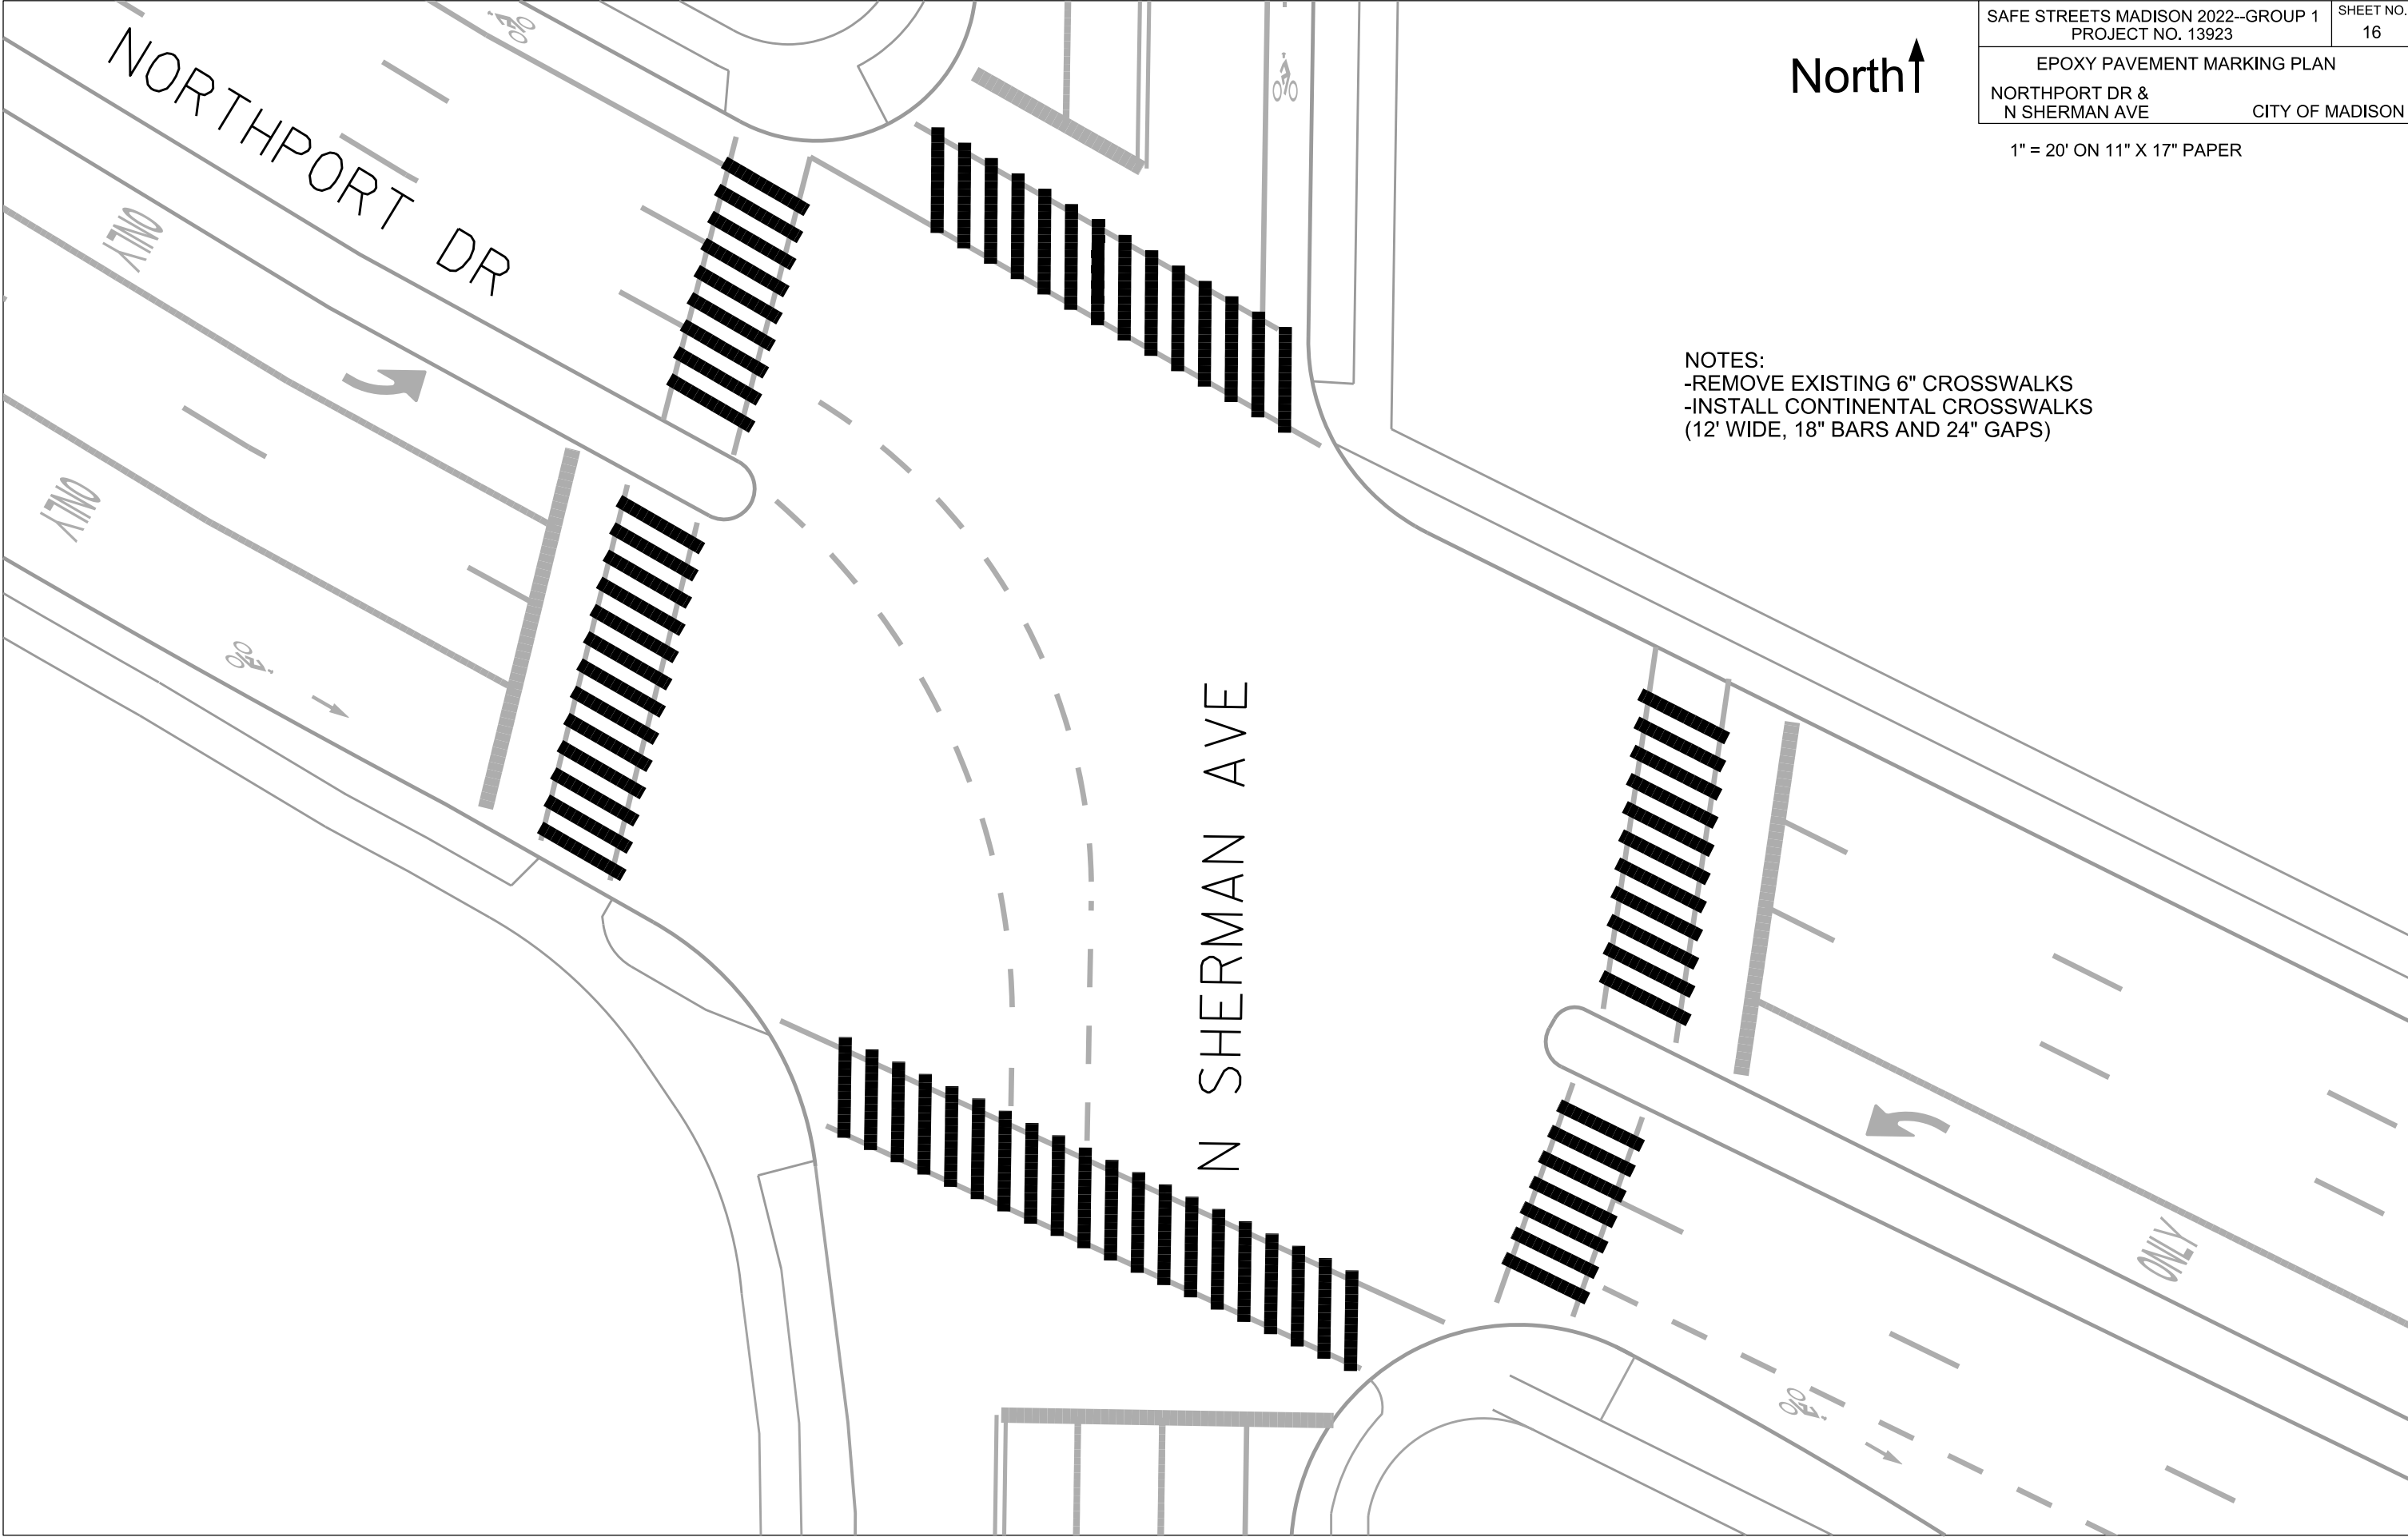 SAFE STREETS MADISON 2022--GROUP 1
PROJECT NO. 13923
SHEET NO.
16
EPOXY PAVEMENT MARKING PLAN
NORTHPORT DR &
N SHERMAN AVE
CITY OF MADISON
1" = 20' ON 11" X 17" PAPER
North
NORTHPORT DR
ONLY
ONLY
NOTES:
-REMOVE EXISTING 6" CROSSWALKS
-INSTALL CONTINENTAL CROSSWALKS
(12' WIDE, 18" BARS AND 24" GAPS)
N SHERMAN AVE
ONLY